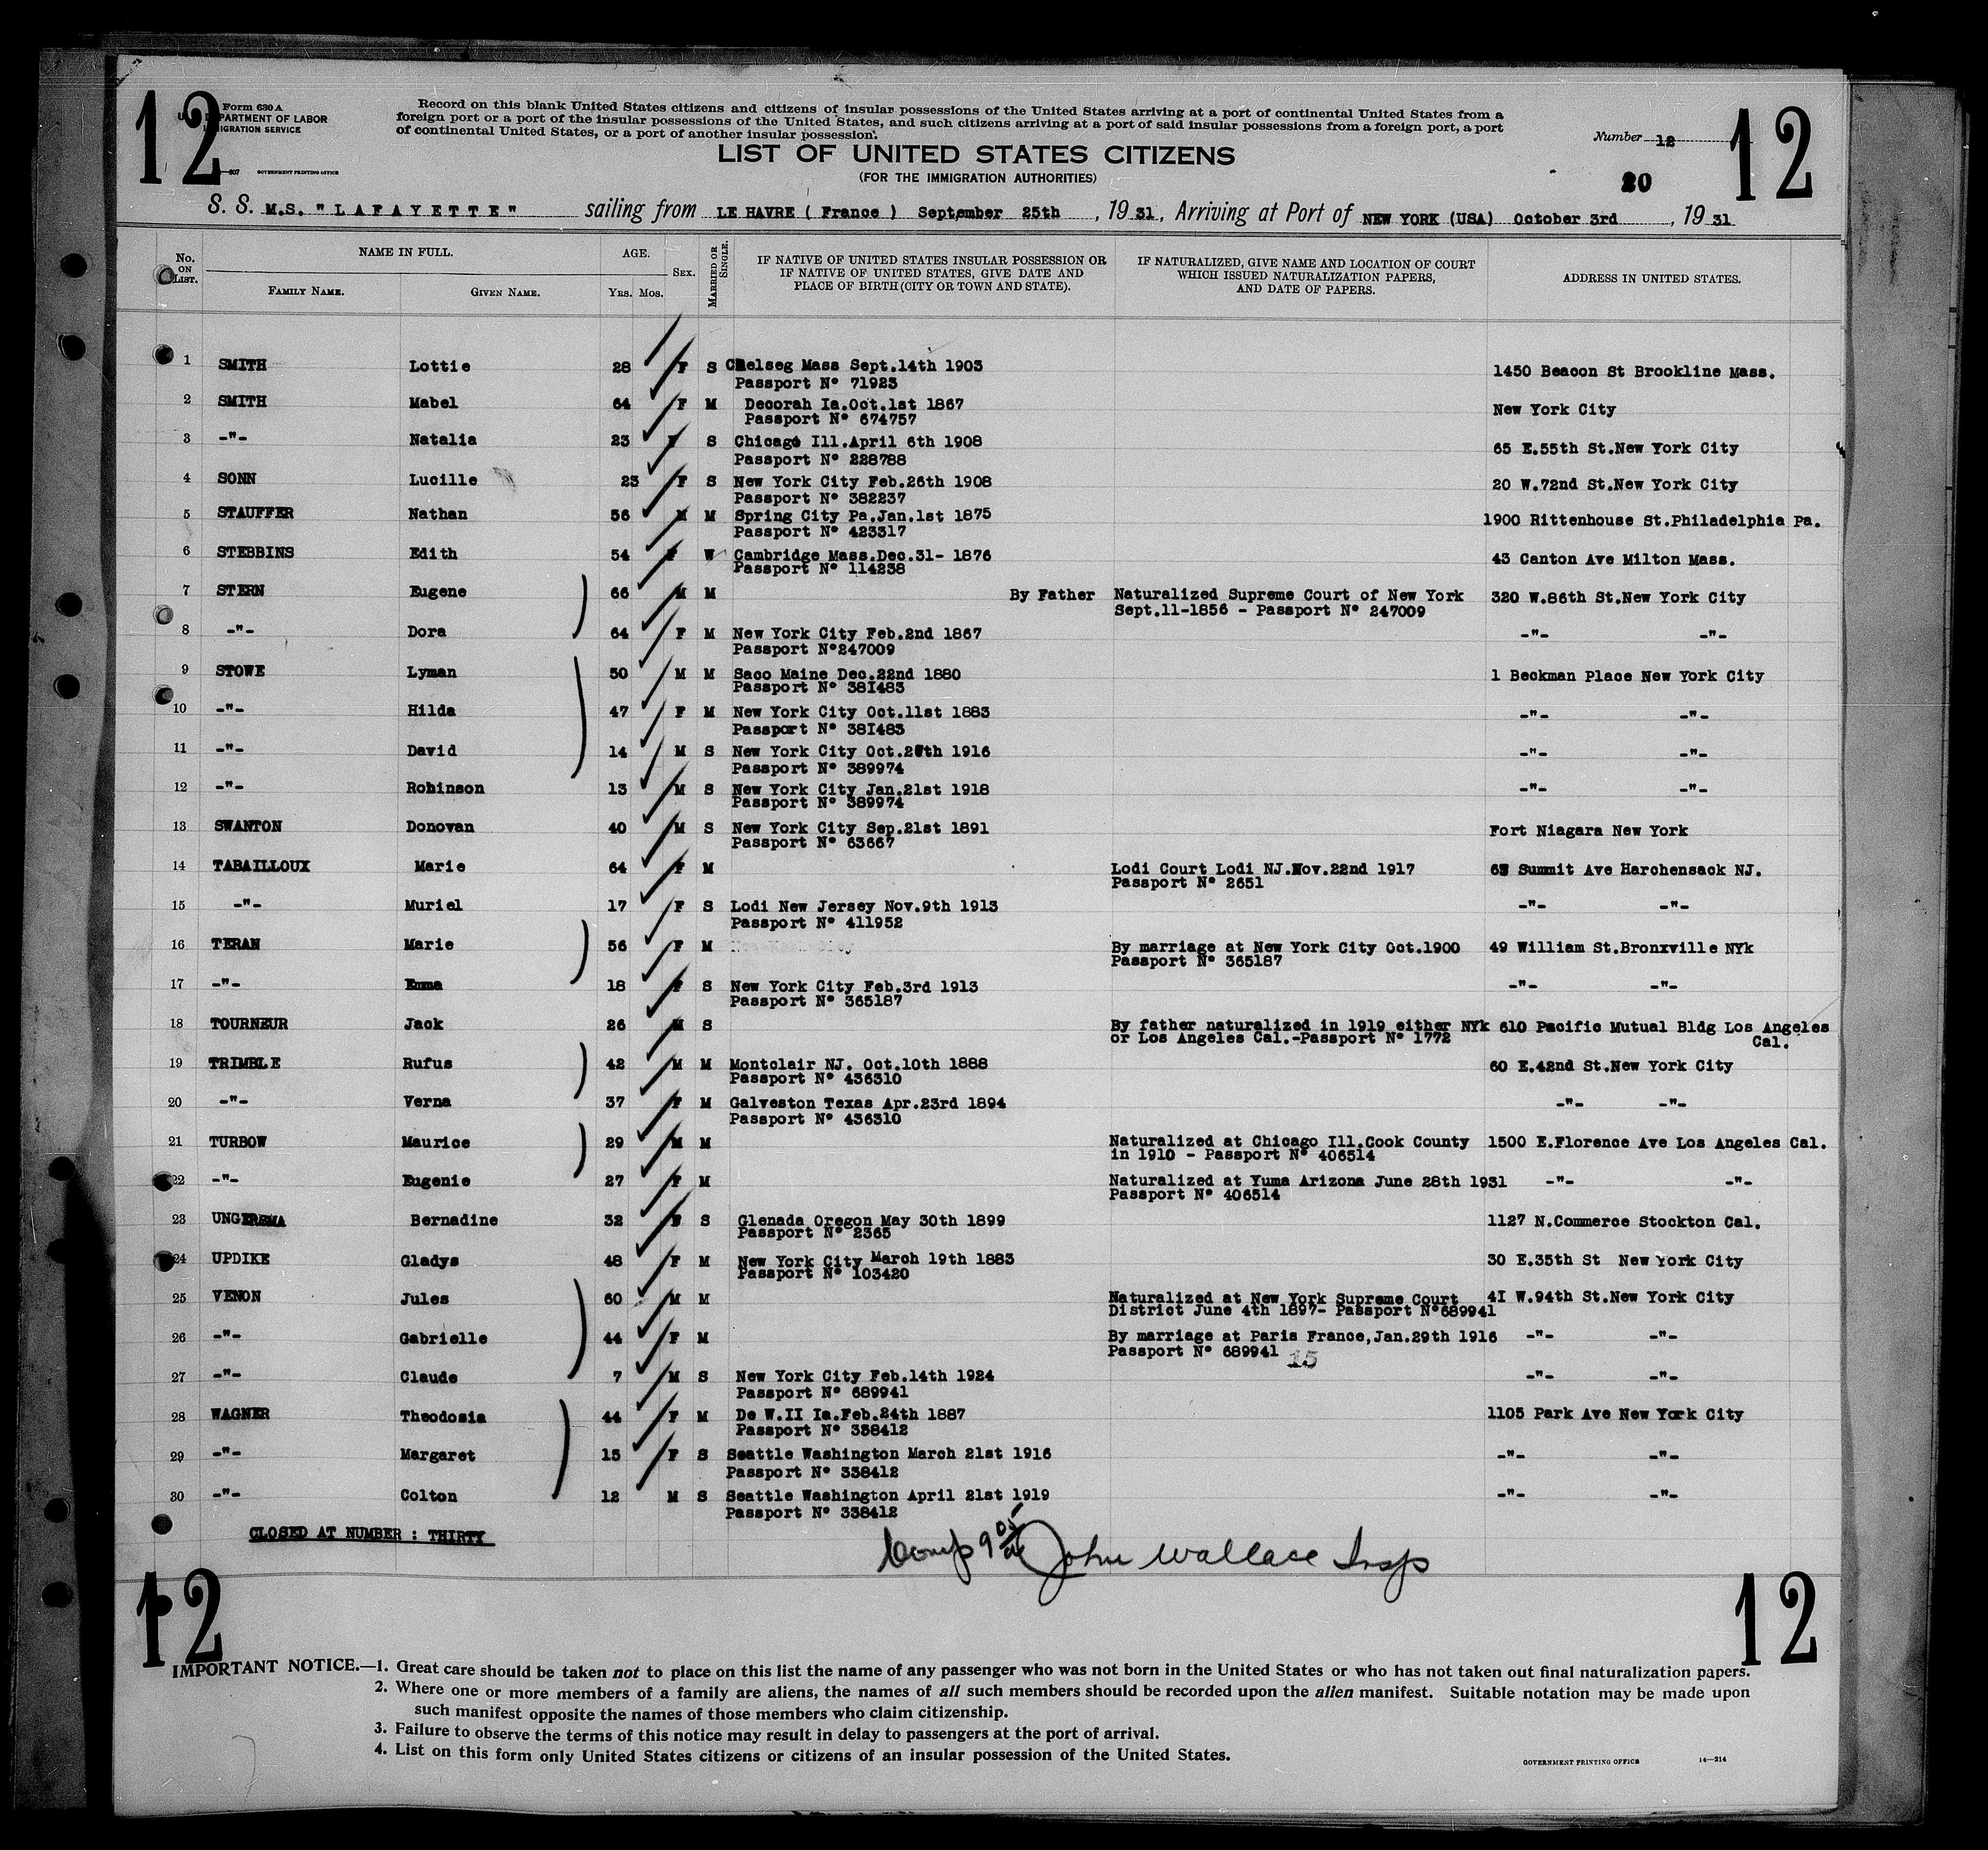 12
Form 630 A
U. S. DEPARTMENT OF LABOR
IMMIGRATION SERVICE
GOVERNMENT PRINTING OFFICE
Record on this blank United States citizens and citizens of insular possessions of the United States arriving at a port of continental United States from a
foreign port or a port of the insular possessions of the United States, and such citizens arriving at a port of said insular possessions from a foreign port, a port
of continental United States, or a port of another insular possession.
LIST OF UNITED STATES CITIZENS
(FOR THE IMMIGRATION AUTHORITIES)
Number 12
20
12
S. S. M.S. "LAFAYETTE" sailing from LE HAVRE ( France ) September 25th , 19 31, Arriving at Port of NEW YORK (USA) October 3rd , 19 31
No. ON LIST. NAME IN FULL. FAMILY NAME. GIVEN NAME. AGE. YRS. MOS. SEX. MARRIED OR SINGLE. IF NATIVE OF UNITED STATES INSULAR POSSESSION OR IF NATIVE OF UNITED STATES, GIVE DATE AND PLACE OF BIRTH (CITY OR TOWN AND STATE). IF NATURALIZED, GIVE NAME AND LOCATION OF COURT WHICH ISSUED NATURALIZATION PAPERS, AND DATE OF PAPERS. ADDRESS IN UNITED STATES.
1 SMITH Lottie 28 F S Chelseg Mass Sept.14th 1903 1450 Beacon St Brookline Mass.
Passport N° 71923
2 SMITH Mabel 64 F M Decorah Ia.Oct.1st 1867 New York City
Passport N° 674757
3 -"- Natalia 23 F S Chicago Ill.April 6th 1908 65 E.55th St.New York City
Passport N° 228788
4 SONN Lucille 23 F S New York City Feb.26th 1908 20 W.72nd St.New York City
Passport N° 382237
5 STAUFFER Nathan 56 M M Spring City Pa.Jan.1st 1875 1900 Rittenhouse St.Philadelphia Pa.
Passport N° 423317
6 STEBBINS Edith 54 F W Cambridge Mass.Dec.31- 1876 43 Canton Ave Milton Mass.
Passport N° 114238
7 STERN Eugene 66 M M By Father Naturalized Supreme Court of New York 320 W.86th St.New York City
Sept.11-1856 - Passport N° 247009
8 -"- Dora 64 F M New York City Feb.2nd 1867 -"- -"-
Passport N°247009
9 STOWE Lyman 50 M M Saco Maine Dec.22nd 1880 1 Beckman Place New York City
Passport N° 38I483
10 -"- Hilda 47 F M New York City Oct.11st 1883 -"- -"-
Passport N° 38I483
11 -"- David 14 M S New York City Oct.20th 1916 -"- -"-
Passport N° 389974
12 -"- Robinson 13 M S New York City Jan.21st 1918 -"- -"-
Passport N° 389974
13 SWANTON Donovan 40 M S New York City Sep.21st 1891 Fort Niagara New York
Passport N° 63667
14 TABAILLOUX Marie 64 F M Lodi Court Lodi NJ.Nov.22nd 1917 Summit Ave Harchensack NJ.
Passport N° 2651
15 -"- Muriel 17 F S Lodi New Jersey Nov.9th 1913 -"- -"-
Passport N° 411952
16 TERAN Marie 56 F M By marriage at New York City Oct.1900 49 William St.Bronxville NYk
Passport N° 365187
17 -"- Emma 18 F S New York City Feb.3rd 1913 -"- -"-
Passport N° 365187
18 TOURNEUR Jack 26 M S By father naturalized in 1919 either NYk 610 Pacific Mutual Bldg Los Angeles
or Los Angeles Cal.-Passport N° 1772 Cal.
19 TRIMBLE Rufus 42 M M Montclair NJ. Oct.10th 1888 60 E.42nd St.New York City
Passport N° 436310
20 -"- Verna 37 F M Galveston Texas Apr.23rd 1894 -"- -"-
Passport N° 436310
21 TURBOW Maurice 29 M M Naturalized at Chicago Ill.Cook County 1500 E.Florence Ave Los Angeles Cal.
in 1910 - Passport N° 406514
22 -"- Eugenie 27 F M Naturalized at Yuma Arizona June 28th 1931 -"- -"-
Passport N° 406514
23 UNGERSMA Bernadine 32 F S Glenada Oregon May 30th 1899 1127 N.Commerce Stockton Cal.
Passport N° 2365
24 UPDIKE Gladys 48 F M New York City March 19th 1883 30 E.35th St New York City
Passport N° 103420
25 VENON Jules 60 M M Naturalized at New York Supreme Court 4I W.94th St.New York City
District June 4th 1897- Passport N°689941
26 -"- Gabrielle 44 F M By marriage at Paris France,Jan.29th 1916 -"- -"-
Passport N° 689941 15
27 -"- Claude 7 M S New York City Feb.14th 1924 -"- -"-
Passport N° 689941
28 WAGNER Theodosia 44 F M De W.II Ia.Feb.24th 1887 1105 Park Ave New York City
Passport N° 338412
29 -"- Margaret 15 F S Seattle Washington March 21st 1916 -"- -"-
Passport N° 338412
30 -"- Colton 12 M S Seattle Washington April 21st 1919 -"- -"-
Passport N° 338412
CLOSED AT NUMBER : THIRTY
Comp 9 05 John Wallace Insp
12
12
IMPORTANT NOTICE.—1. Great care should be taken not to place on this list the name of any passenger who was not born in the United States or who has not taken out final naturalization papers.
2. Where one or more members of a family are aliens, the names of all such members should be recorded upon the alien manifest. Suitable notation may be made upon
such manifest opposite the names of those members who claim citizenship.
3. Failure to observe the terms of this notice may result in delay to passengers at the port of arrival.
4. List on this form only United States citizens or citizens of an insular possession of the United States.
GOVERNMENT PRINTING OFFICE 14—214